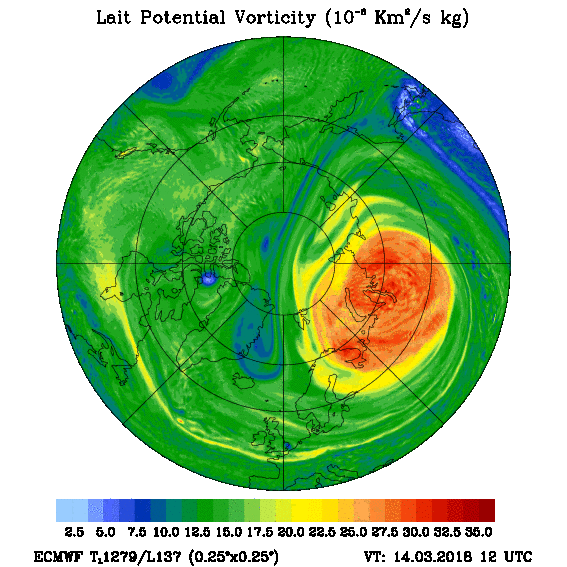 Lait Potential Vorticity (10⁻⁶ Km²/s kg)
2.5 5.0 7.5 10.0 12.5 15.0 17.5 20.0 22.5 25.0 27.5 30.0 32.5 35.0
ECMWF T_L1279/L137 (0.25°x0.25°) VT: 14.03.2018 12 UTC